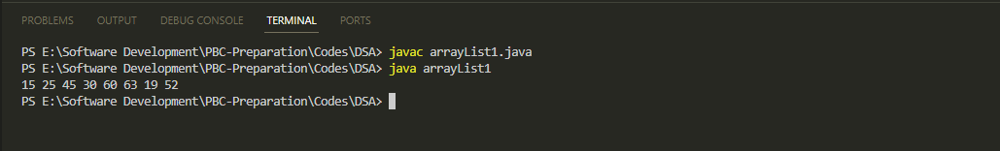 PROBLEMS OUTPUT DEBUG CONSOLE TERMINAL PORTS
PS E:\Software Development\PBC-Preparation\Codes\DSA> javac arrayList1.java
PS E:\Software Development\PBC-Preparation\Codes\DSA> java arrayList1
15 25 45 30 60 63 19 52
PS E:\Software Development\PBC-Preparation\Codes\DSA>